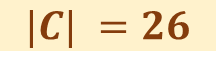 |C| = 26